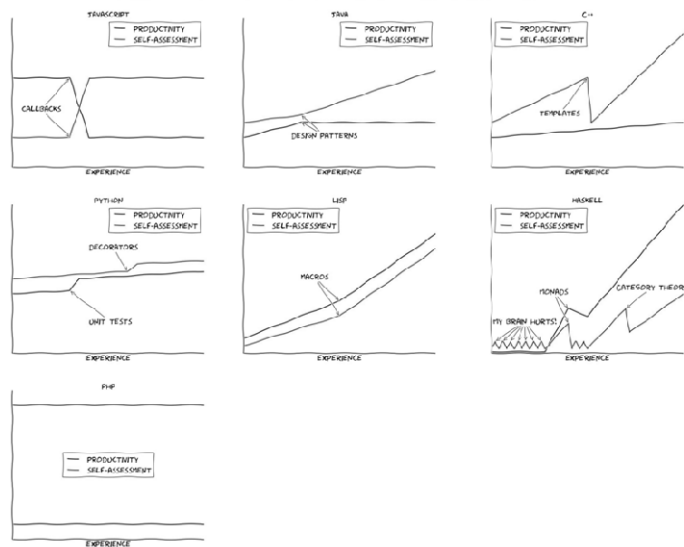 JAVASCRIPT
PRODUCTIVITY
SELF-ASSESSMENT
CALLBACKS
EXPERIENCE
JAVA
PRODUCTIVITY
SELF-ASSESSMENT
DESIGN PATTERNS
EXPERIENCE
C++
PRODUCTIVITY
SELF-ASSESSMENT
TEMPLATES
EXPERIENCE
PYTHON
PRODUCTIVITY
SELF-ASSESSMENT
DECORATORS
UNIT TESTS
EXPERIENCE
LISP
PRODUCTIVITY
SELF-ASSESSMENT
MACROS
EXPERIENCE
HASKELL
PRODUCTIVITY
SELF-ASSESSMENT
MONADS
CATEGORY THEOR
MY BRAIN HURTS!
EXPERIENCE
PHP
PRODUCTIVITY
SELF-ASSESSMENT
EXPERIENCE